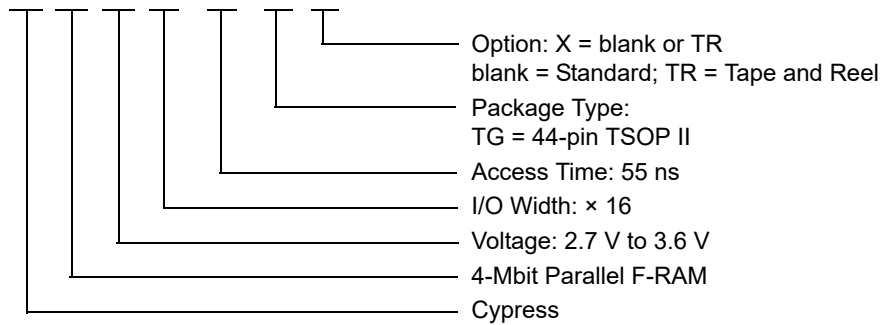 Option: X = blank or TR
blank = Standard; TR = Tape and Reel
Package Type:
TG = 44-pin TSOP II
Access Time: 55 ns
I/O Width: × 16
Voltage: 2.7 V to 3.6 V
4-Mbit Parallel F-RAM
Cypress